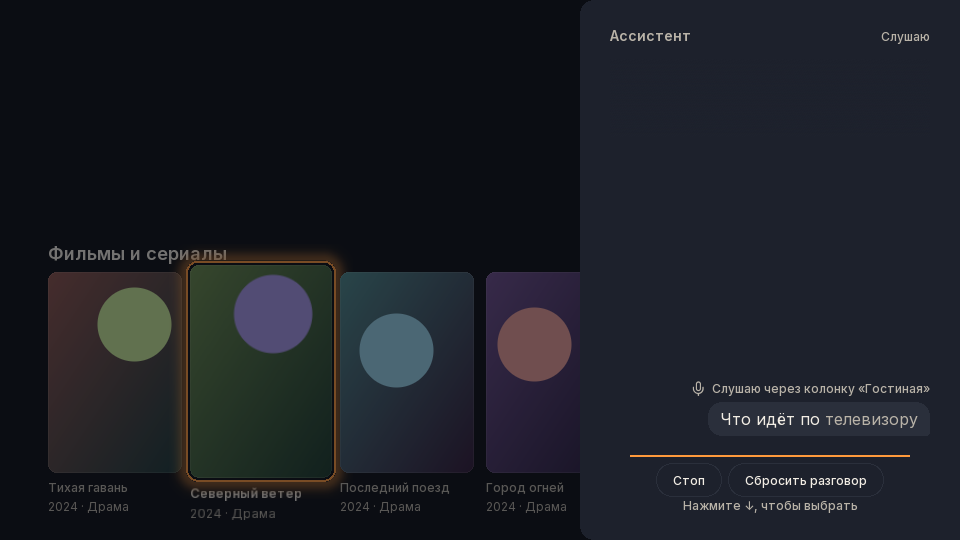 Ассистент
Слушаю
Фильмы и сериалы
Тихая гавань
2024 · Драма
Северный ветер
2024 · Драма
Последний поезд
2024 · Драма
Город огней
2024 · Драма
Слушаю через колонку «Гостиная»
Что идёт по телевизору
Стоп
Сбросить разговор
Нажмите ↓, чтобы выбрать